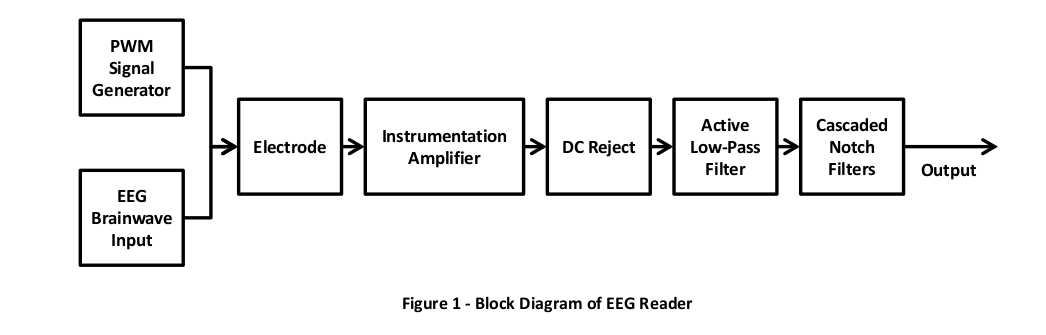 PWM
Signal
Generator
EEG
Brainwave
Input
Electrode
Instrumentation
Amplifier
DC Reject
Active
Low-Pass
Filter
Cascaded
Notch
Filters
Output
Figure 1 - Block Diagram of EEG Reader